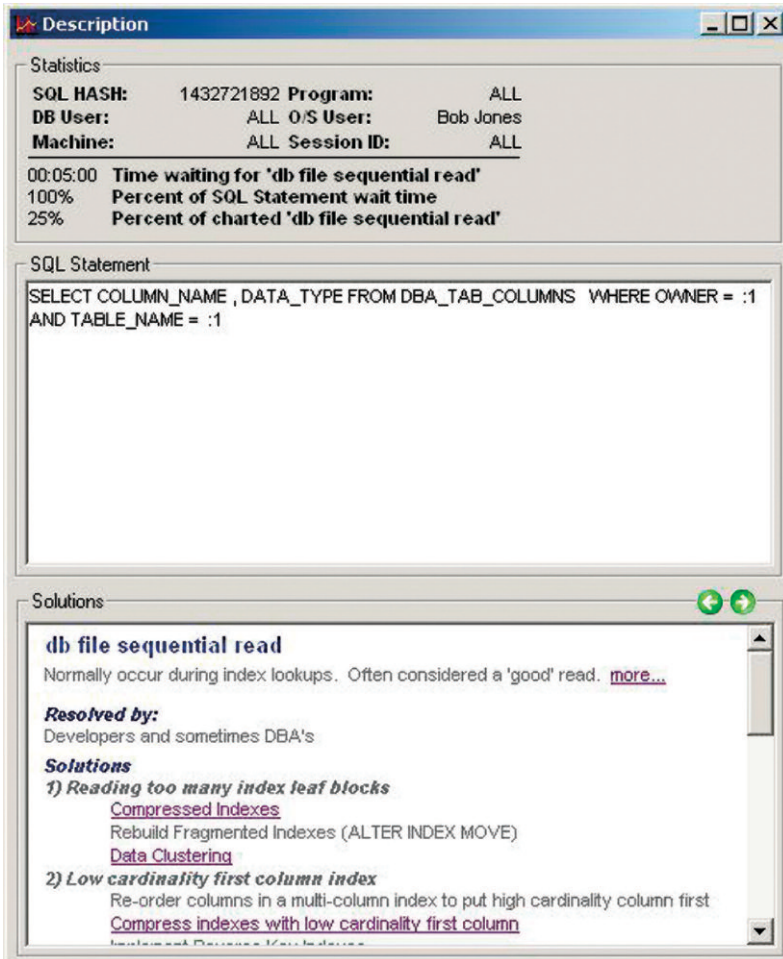 Description
Statistics
SQL HASH: 1432721892 Program: ALL
DB User: ALL O/S User: Bob Jones
Machine: ALL Session ID: ALL
00:05:00 Time waiting for 'db file sequential read'
100% Percent of SQL Statement wait time
25% Percent of charted 'db file sequential read'
SQL Statement
SELECT COLUMN_NAME , DATA_TYPE FROM DBA_TAB_COLUMNS WHERE OWNER = :1
AND TABLE_NAME = :1
Solutions
db file sequential read
Normally occur during index lookups. Often considered a 'good' read. more...
Resolved by:
Developers and sometimes DBA's
Solutions
1) Reading too many index leaf blocks
Compressed Indexes
Rebuild Fragmented Indexes (ALTER INDEX MOVE)
Data Clustering
2) Low cardinality first column index
Re-order columns in a multi-column index to put high cardinality column first
Compress indexes with low cardinality first column
Implement Reverse Key Indexes